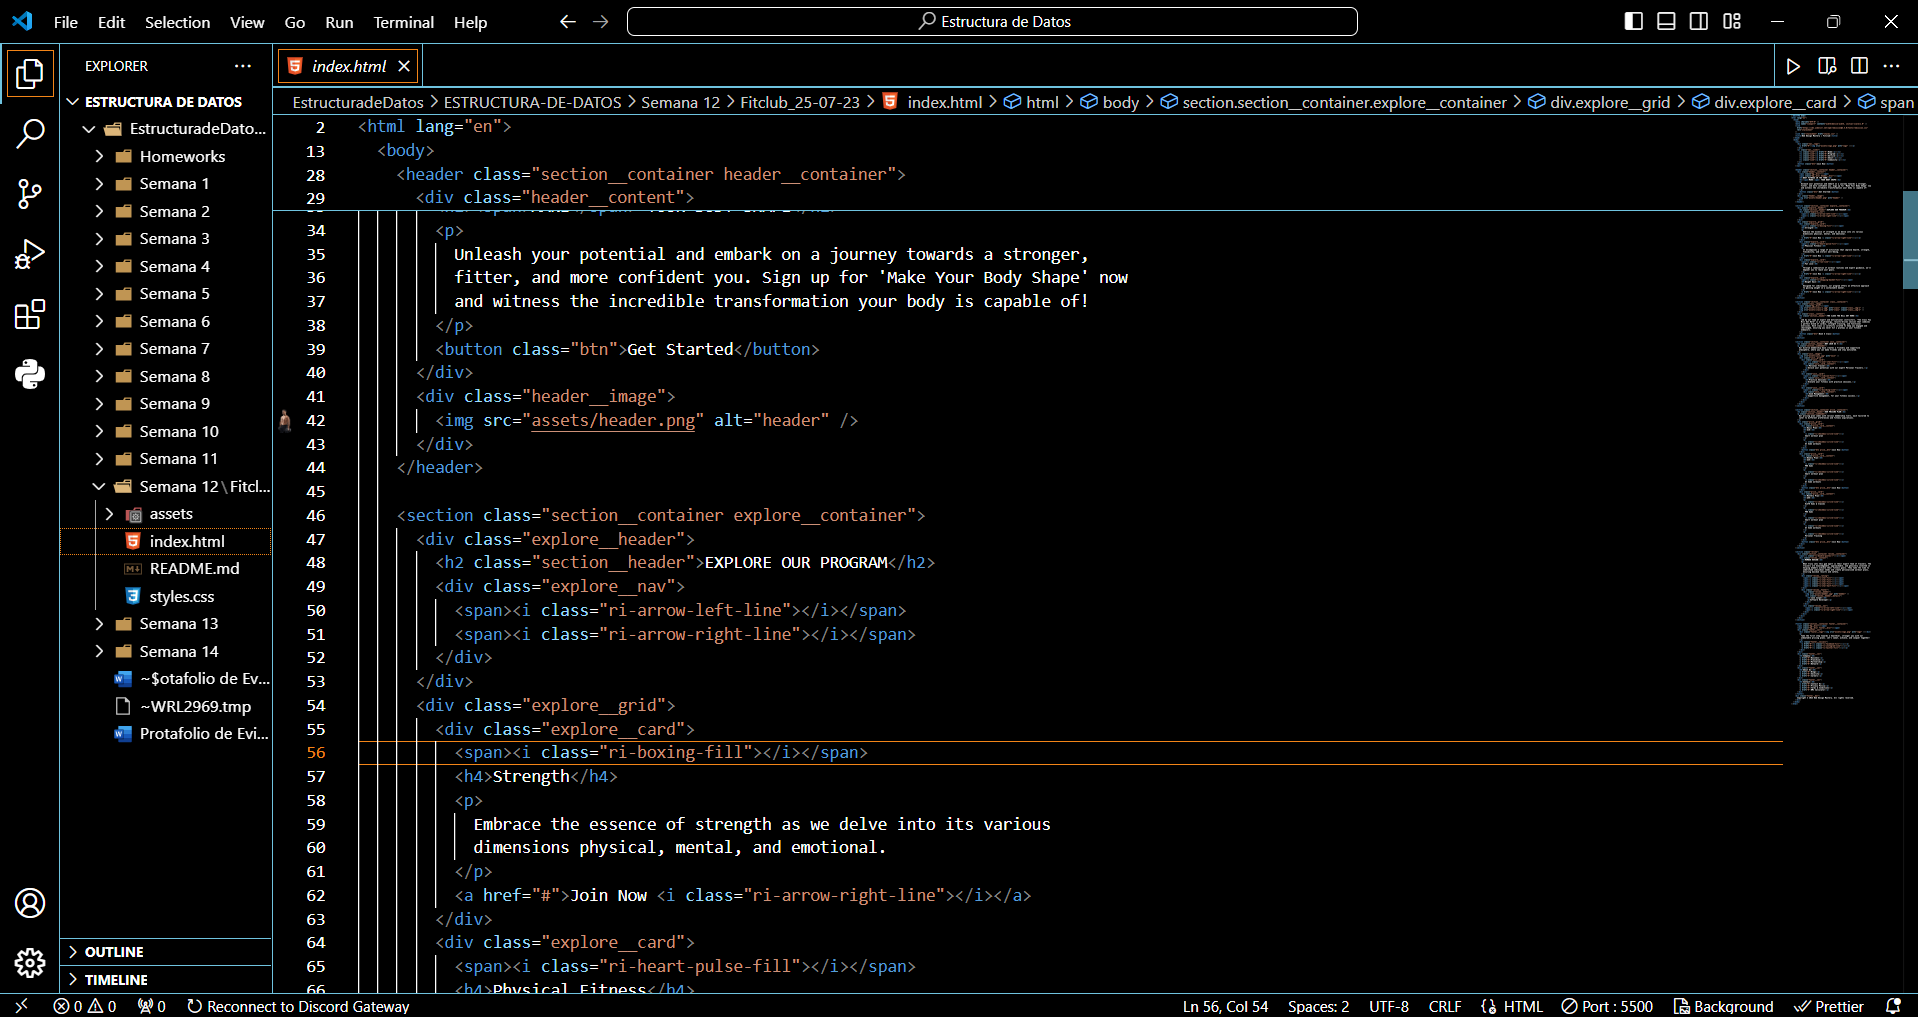 File Edit Selection View Go Run Terminal Help
Estructura de Datos
EXPLORER
ESTRUCTURA DE DATOS
EstructuradeDato...
Homeworks
Semana 1
Semana 2
Semana 3
Semana 4
Semana 5
Semana 6
Semana 7
Semana 8
Semana 9
Semana 10
Semana 11
Semana 12\Fitcl...
assets
index.html
README.md
styles.css
Semana 13
Semana 14
~$otafolio de Ev...
~WRL2969.tmp
Protafolio de Evi...
OUTLINE
TIMELINE
index.html
EstructuradeDatos > ESTRUCTURA-DE-DATOS > Semana 12 > Fitclub_25-07-23 > index.html > html > body > section.section__container.explore__container > div.explore__grid > div.explore__card > span
2 <html lang="en">
13 <body>
28 <header class="section__container header__container">
29 <div class="header__content">
34 <p>
35 Unleash your potential and embark on a journey towards a stronger,
36 fitter, and more confident you. Sign up for 'Make Your Body Shape' now
37 and witness the incredible transformation your body is capable of!
38 </p>
39 <button class="btn">Get Started</button>
40 </div>
41 <div class="header__image">
42 <img src="assets/header.png" alt="header" />
43 </div>
44 </header>
45
46 <section class="section__container explore__container">
47 <div class="explore__header">
48 <h2 class="section__header">EXPLORE OUR PROGRAM</h2>
49 <div class="explore__nav">
50 <span><i class="ri-arrow-left-line"></i></span>
51 <span><i class="ri-arrow-right-line"></i></span>
52 </div>
53 </div>
54 <div class="explore__grid">
55 <div class="explore__card">
56 <span><i class="ri-boxing-fill"></i></span>
57 <h4>Strength</h4>
58 <p>
59 Embrace the essence of strength as we delve into its various
60 dimensions physical, mental, and emotional.
61 </p>
62 <a href="#">Join Now <i class="ri-arrow-right-line"></i></a>
63 </div>
64 <div class="explore__card">
65 <span><i class="ri-heart-pulse-fill"></i></span>
66 <h4>Physical Fitness</h4>
0 0 0 Reconnect to Discord Gateway Ln 56, Col 54 Spaces: 2 UTF-8 CRLF HTML Port : 5500 Background Prettier